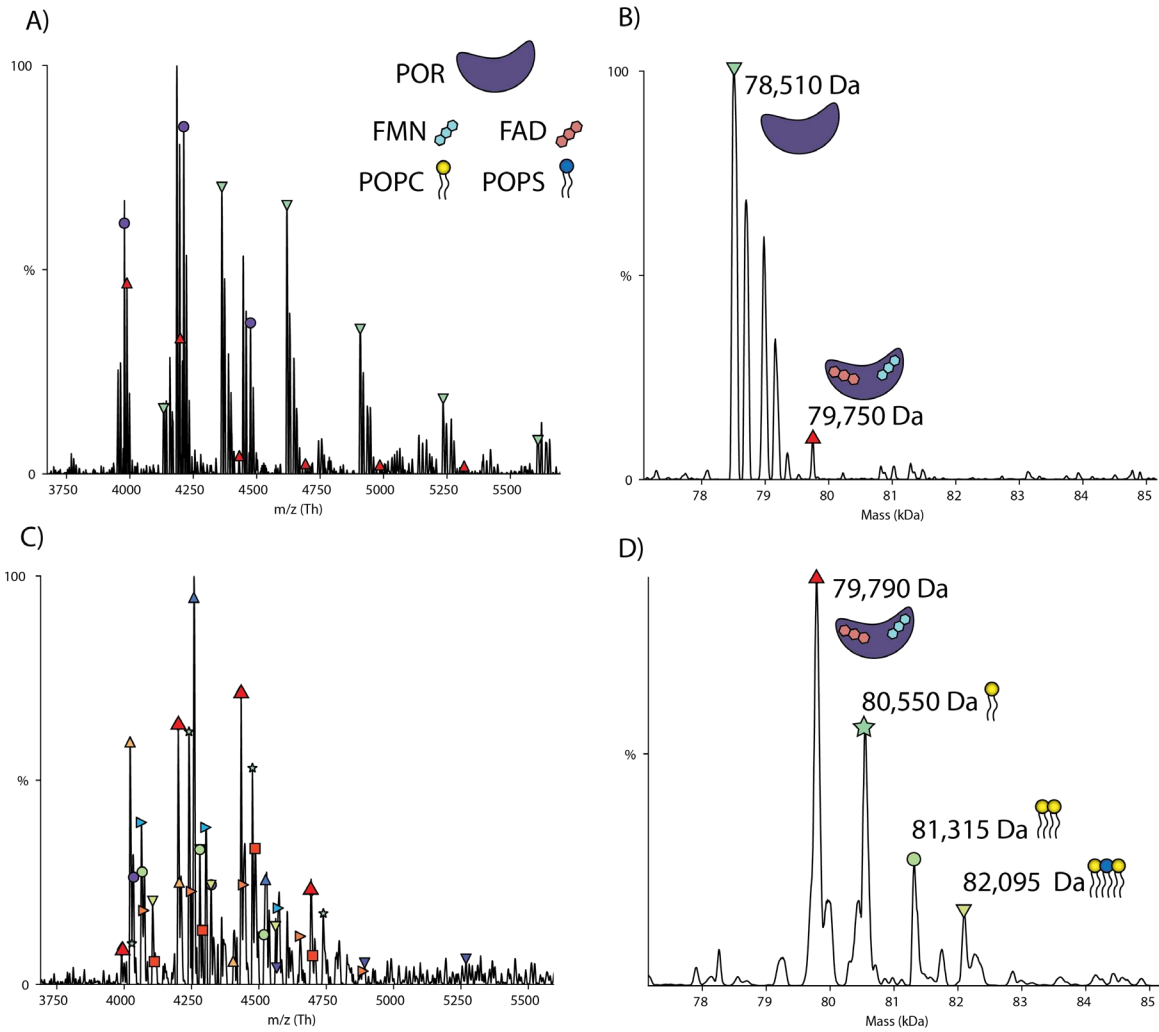 A)
100
%
0
3750 4000 4250 4500 4750 5000 5250 5500
m/z (Th)
POR
FMN FAD
POPC POPS
B)
100
%
0
78,510 Da
79,750 Da
78 79 80 81 82 83 84 85
Mass (kDa)
C)
100
%
0
3750 4000 4250 4500 4750 5000 5250 5500
m/z (Th)
D)
%
79,790 Da
80,550 Da
81,315 Da
82,095 Da
78 79 80 81 82 83 84 85
Mass (kDa)